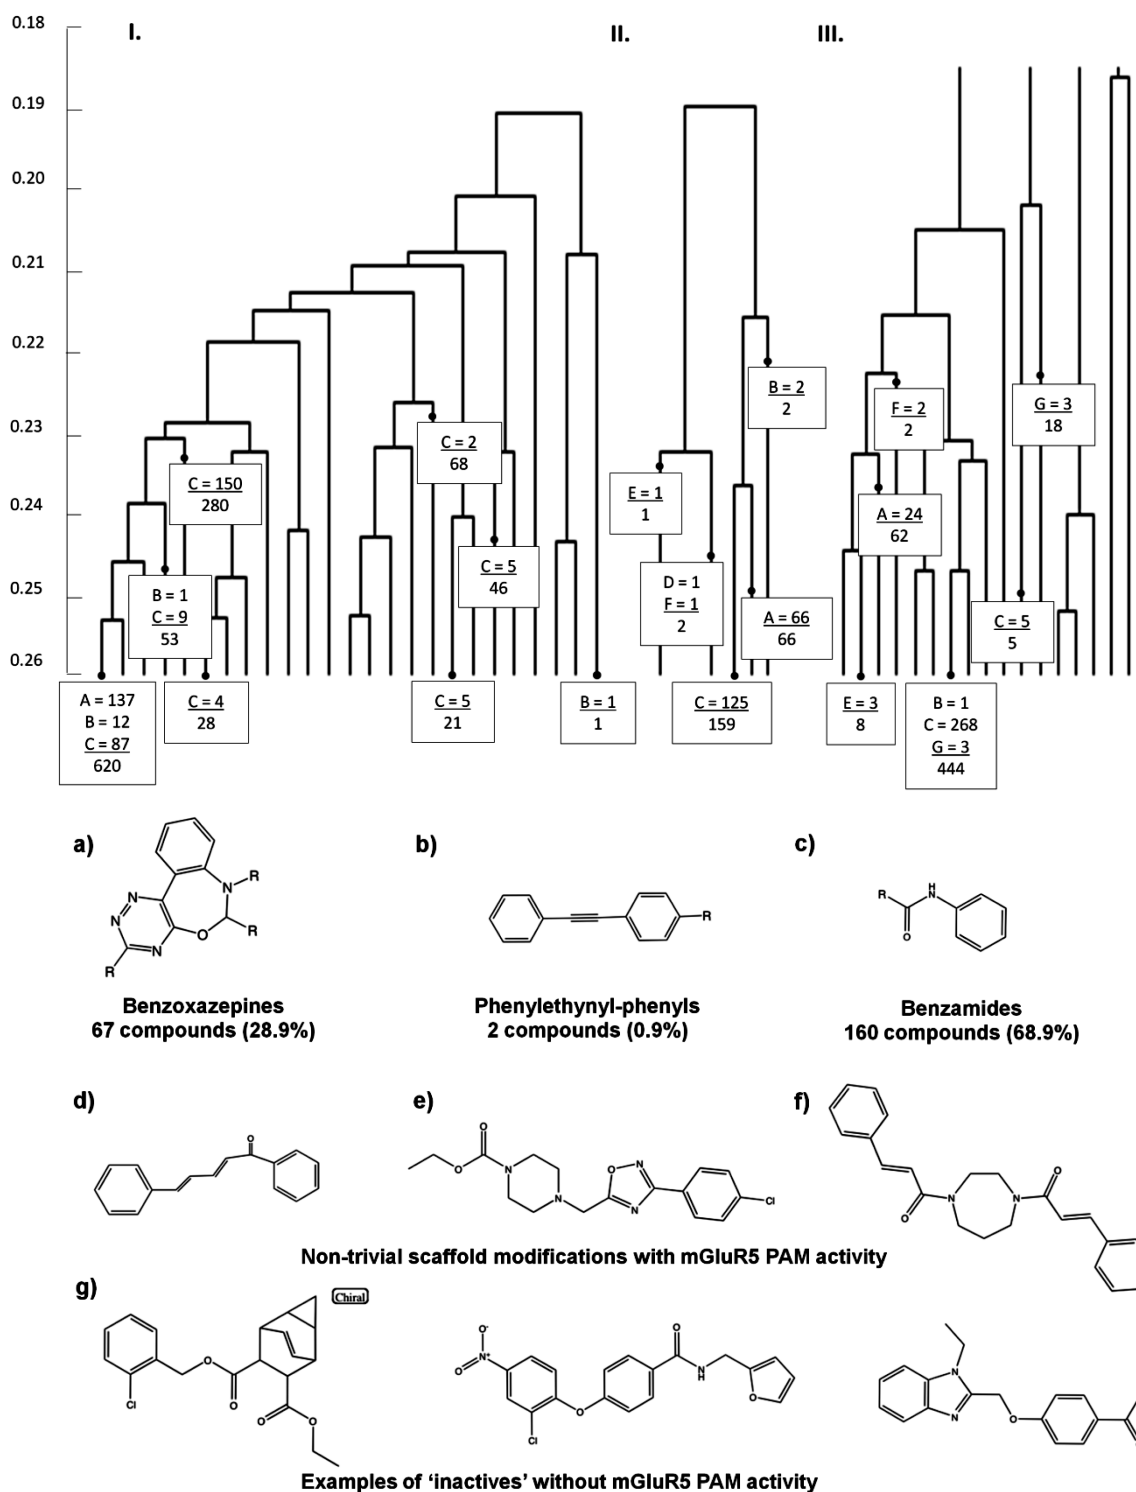 I.
II.
III.
0.18
0.19
0.20
0.21
0.22
0.23
0.24
0.25
0.26
B = 2
2
F = 2
2
G = 3
18
C = 2
68
C = 150
280
E = 1
1
A = 24
62
C = 5
46
B = 1
C = 9
53
D = 1
F = 1
2
A = 66
66
C = 5
5
A = 137
B = 12
C = 87
620
C = 4
28
C = 5
21
B = 1
1
C = 125
159
E = 3
8
B = 1
C = 268
G = 3
444
a)
N
N
N
N
O
R
R
R
Benzoxazepines
67 compounds (28.9%)
b)
R
Phenylethynyl-phenyls
2 compounds (0.9%)
c)
R
H
N
O
Benzamides
160 compounds (68.9%)
d)
O
e)
O
O
N
N
O
N
N
Cl
f)
O
N
N
O
Non-trivial scaffold modifications with mGluR5 PAM activity
g)
Chiral
Cl
O
O
O
O
O-
N+
O
Cl
O
O
N
H
O
N
N
O
Examples of 'inactives' without mGluR5 PAM activity